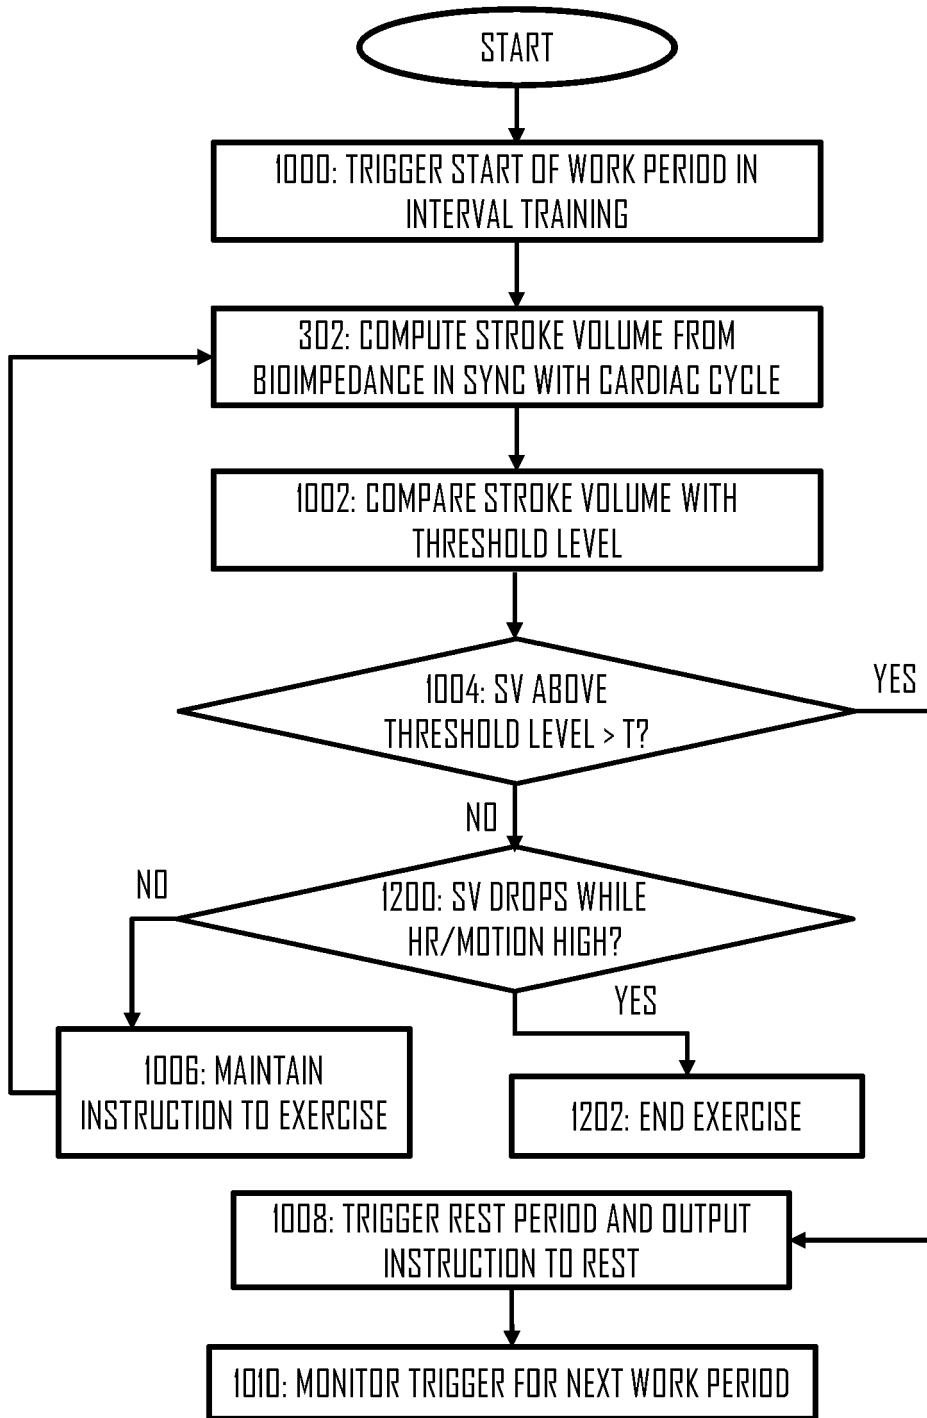 START
1000: TRIGGER START OF WORK PERIOD IN
INTERVAL TRAINING
302: COMPUTE STROKE VOLUME FROM
BIOIMPEDANCE IN SYNC WITH CARDIAC CYCLE
1002: COMPARE STROKE VOLUME WITH
THRESHOLD LEVEL
1004: SV ABOVE
THRESHOLD LEVEL > T?
YES
NO
1200: SV DROPS WHILE
HR/MOTION HIGH?
NO
YES
1006: MAINTAIN
INSTRUCTION TO EXERCISE
1202: END EXERCISE
1008: TRIGGER REST PERIOD AND OUTPUT
INSTRUCTION TO REST
1010: MONITOR TRIGGER FOR NEXT WORK PERIOD